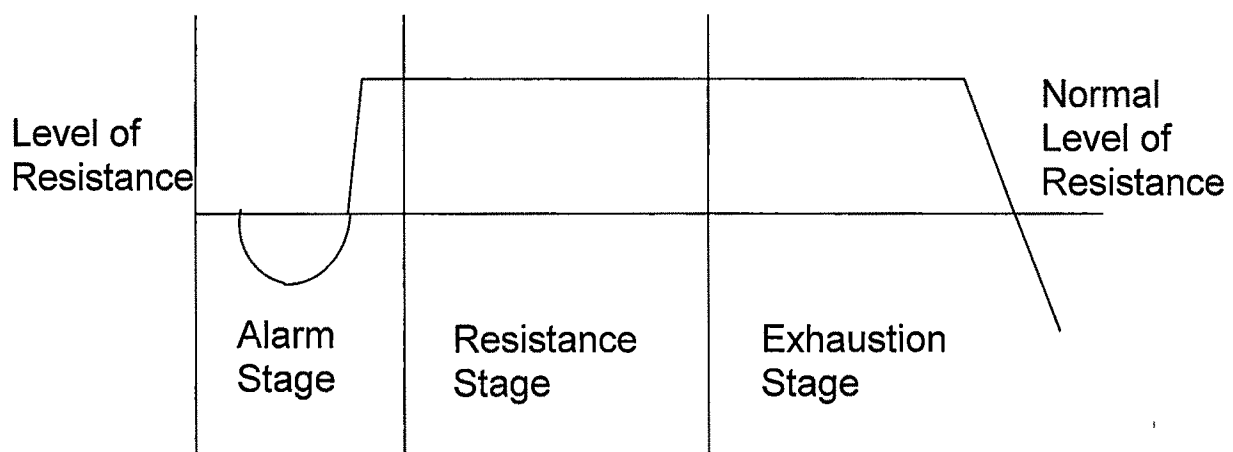 Level of
Resistance
Normal
Level of
Resistance
Alarm
Stage
Resistance
Stage
Exhaustion
Stage